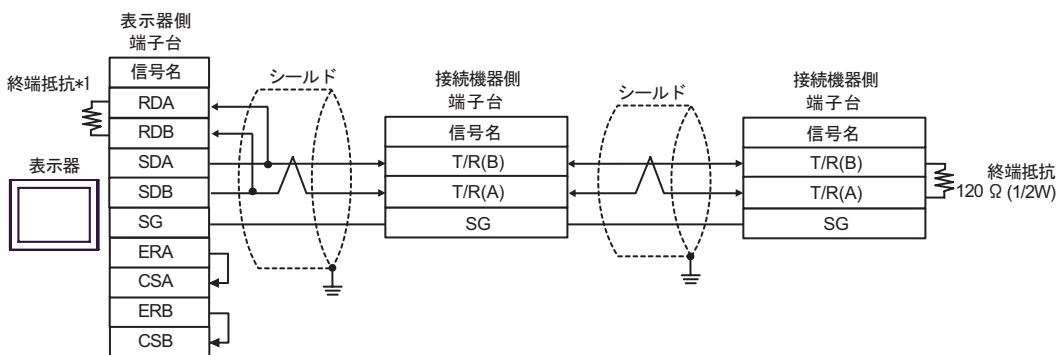 表示器側
端子台
信号名
RDA
RDB
SDA
SDB
SG
ERA
CSA
ERB
CSB
終端抵抗*1
表示器
シールド
接続機器側
端子台
信号名
T/R(B)
T/R(A)
SG
シールド
接続機器側
端子台
信号名
T/R(B)
T/R(A)
SG
終端抵抗
120 Ω (1/2W)